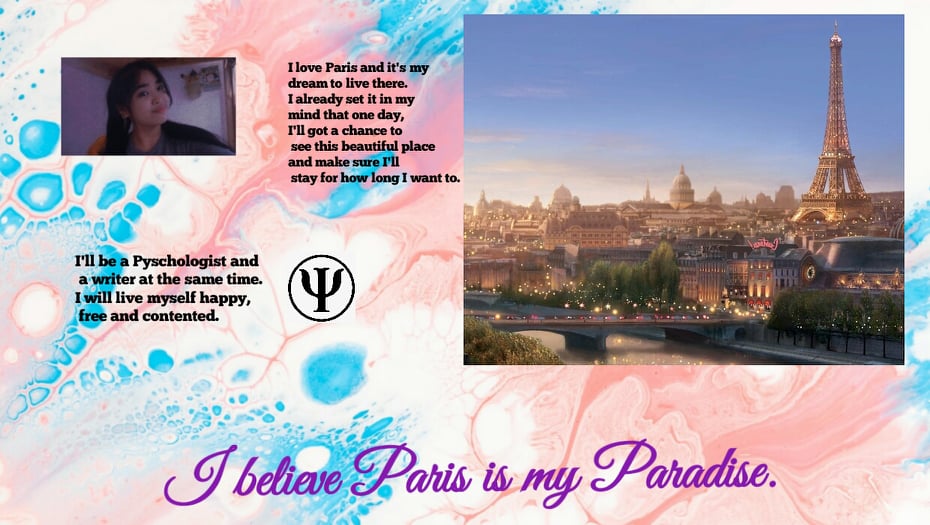 I love Paris and it's my
dream to live there.
I already set it in my
mind that one day,
I'll got a chance to
see this beautiful place
and make sure I'll
stay for how long I want to.
I'll be a Pyschologist and
a writer at the same time.
I will live myself happy,
free and contented.
Ψ
I believe Paris is my Paradise.